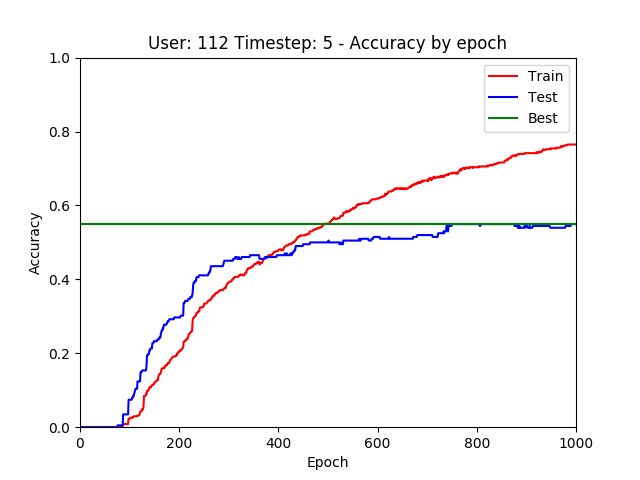 User: 112 Timestep: 5 - Accuracy by epoch
Train
Test
Best
Accuracy
1.0
0.8
0.6
0.4
0.2
0.0
0 200 400 600 800 1000
Epoch